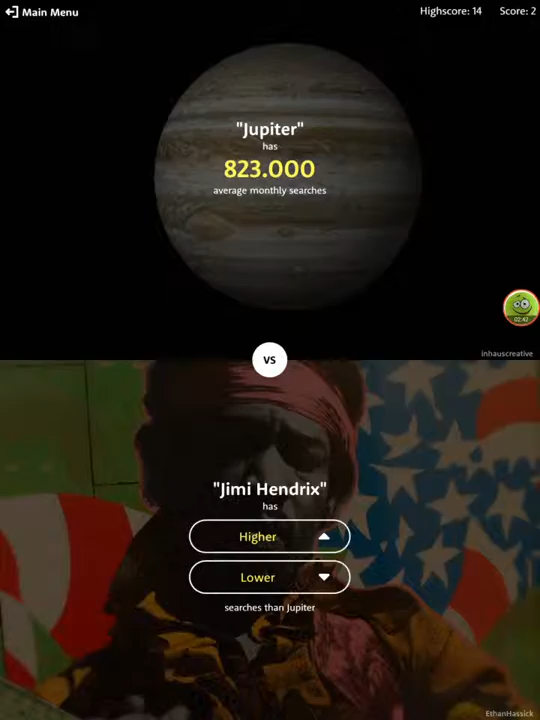 Main Menu
Highscore: 14
Score: 2
"Jupiter"
has
823.000
average monthly searches
02:42
inhauscreative
VS
"Jimi Hendrix"
has
Higher
Lower
searches than Jupiter
EthanHassick